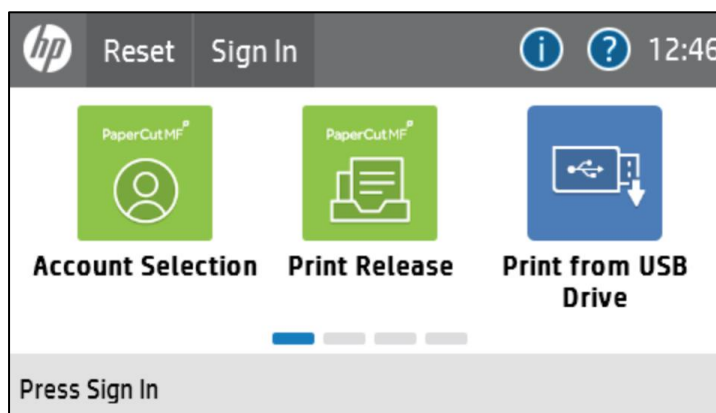 hp
Reset
Sign In
i
?
12:46
PaperCut MF
PaperCut MF
Account Selection
Print Release
Print from USB
Drive
Press Sign In